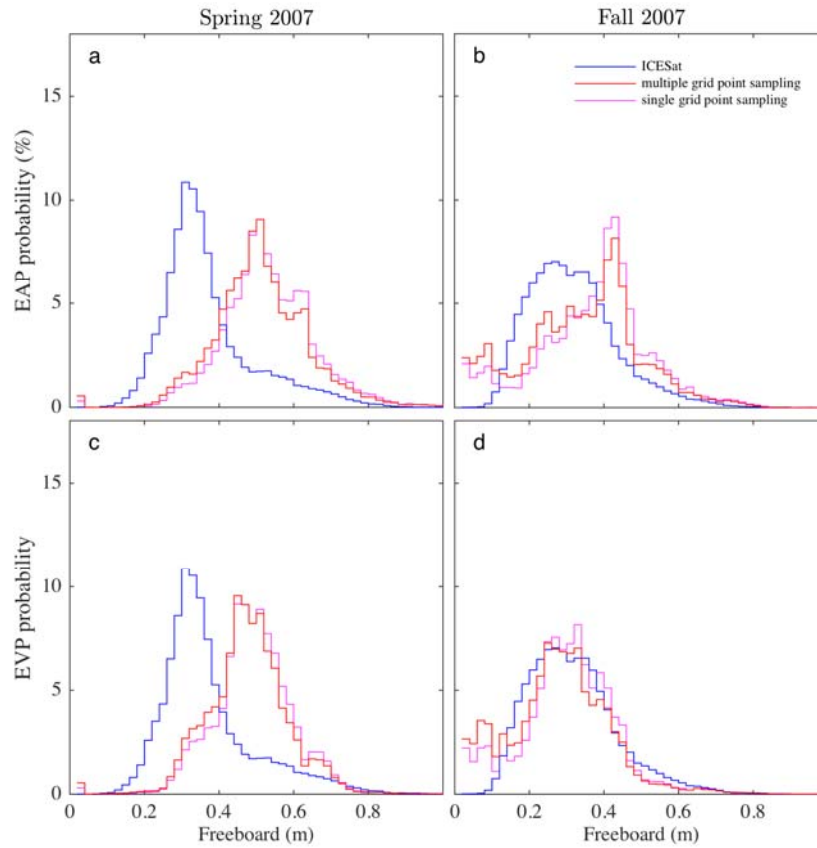 Spring 2007
Fall 2007
a
b
ICESat
multiple grid point sampling
single grid point sampling
EAP probability (%)
15
10
5
0
c
d
EVP probability
15
10
5
0
0
0.2
0.4
0.6
0.8
0
0.2
0.4
0.6
0.8
Freeboard (m)
Freeboard (m)